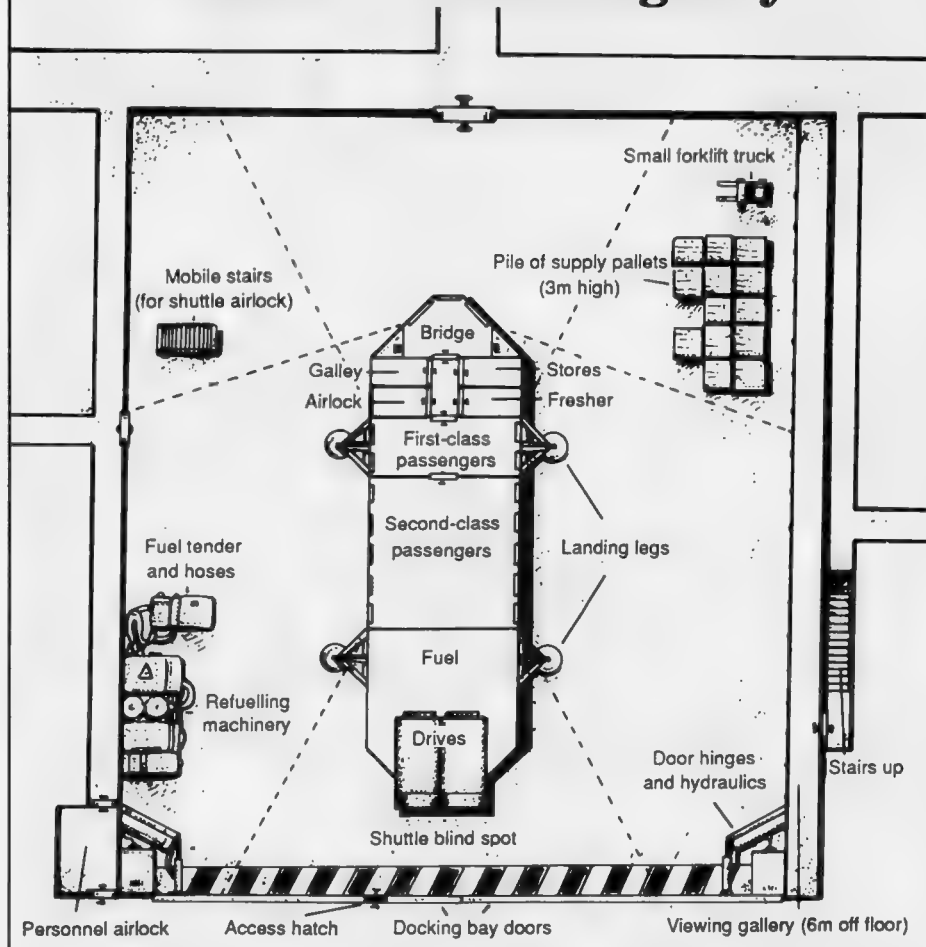 Small forklift truck
Pile of supply pallets
(3m high)
Mobile stairs
(for shuttle airlock)
Bridge
Galley
Stores
Airlock
Fresher
First-class
passengers
Second-class
passengers
Landing legs
Fuel tender
and hoses
Fuel
Refuelling
machinery
Drives
Door hinges
and hydraulics
Stairs up
Shuttle blind spot
Personnel airlock
Access hatch
Docking bay doors
Viewing gallery (6m off floor)